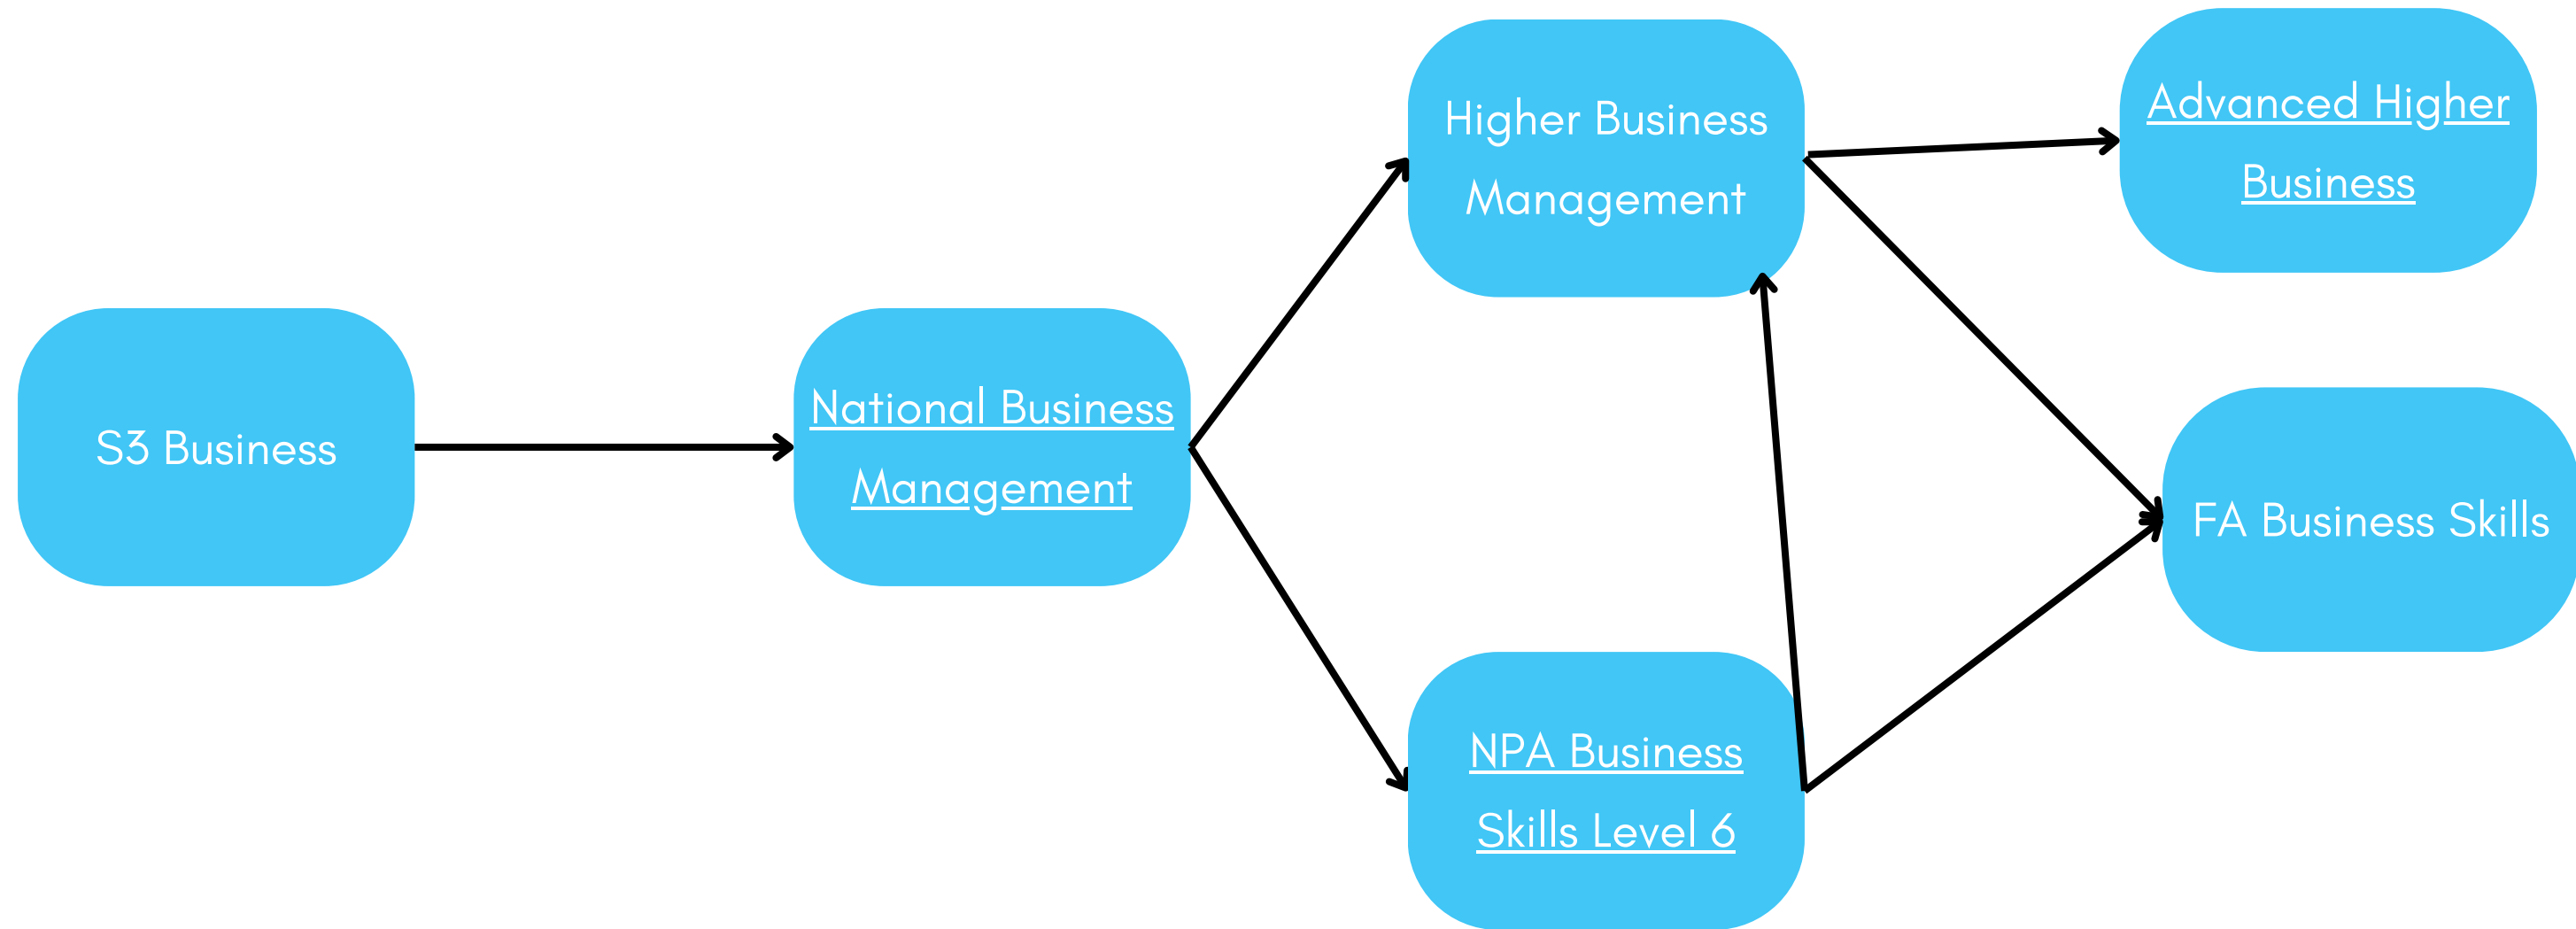 S3 Business
National Business
Management
Higher Business
Management
NPA Business
Skills Level 6
Advanced Higher
Business
FA Business Skills